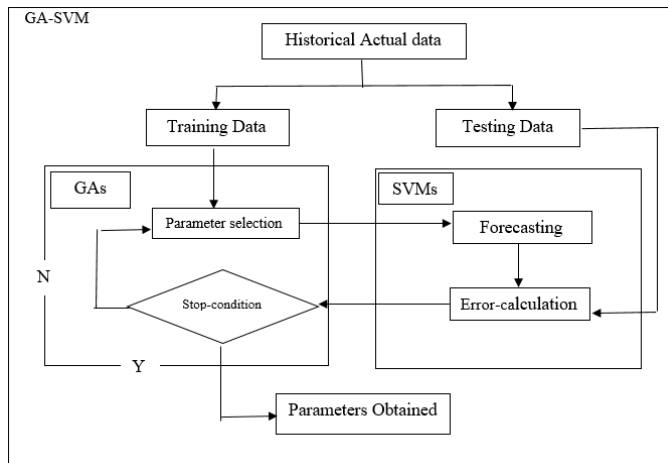 GA-SVM
Historical Actual data
Training Data
Testing Data
GAs
SVMs
Parameter selection
Forecasting
N
Stop-condition
Error-calculation
Y
Parameters Obtained